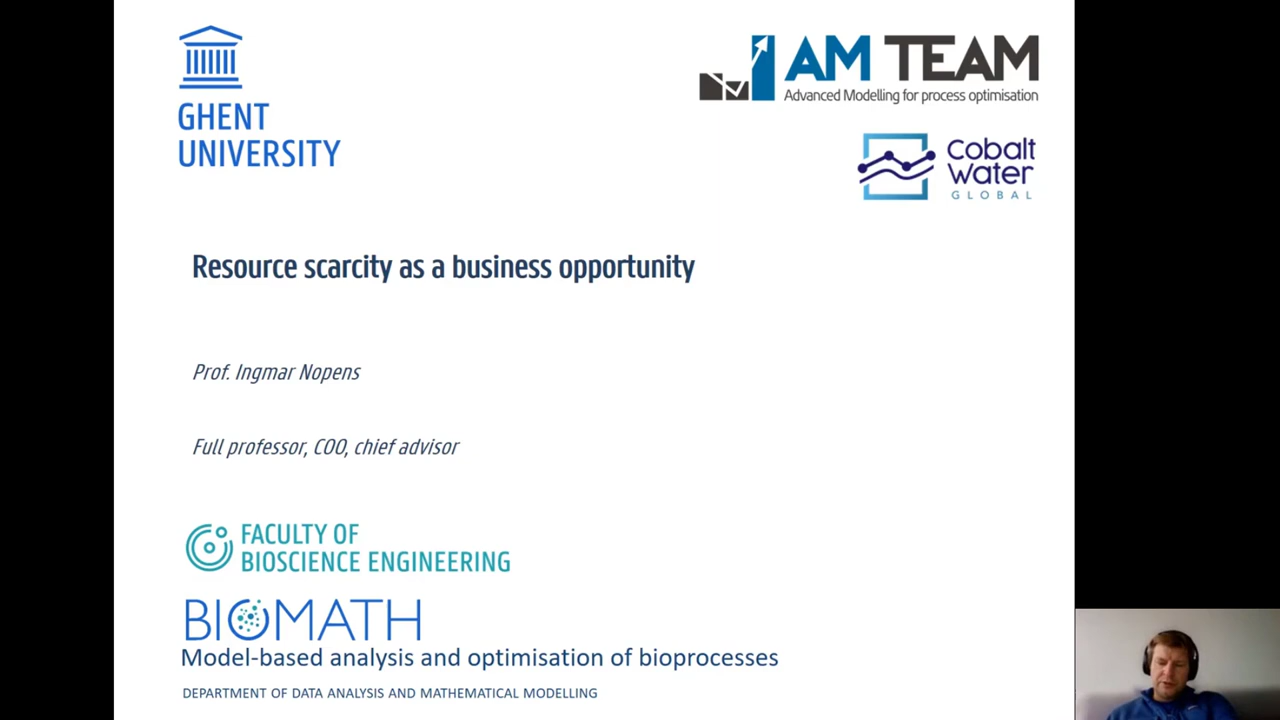 GHENT
UNIVERSITY
AM TEAM
Advanced Modelling for process optimisation
Cobalt
water
GLOBAL
Resource scarcity as a business opportunity
Prof. Ingmar Nopens
Full professor, COO, chief advisor
FACULTY OF
BIOSCIENCE ENGINEERING
BIOMATH
Model-based analysis and optimisation of bioprocesses
DEPARTMENT OF DATA ANALYSIS AND MATHEMATICAL MODELLING